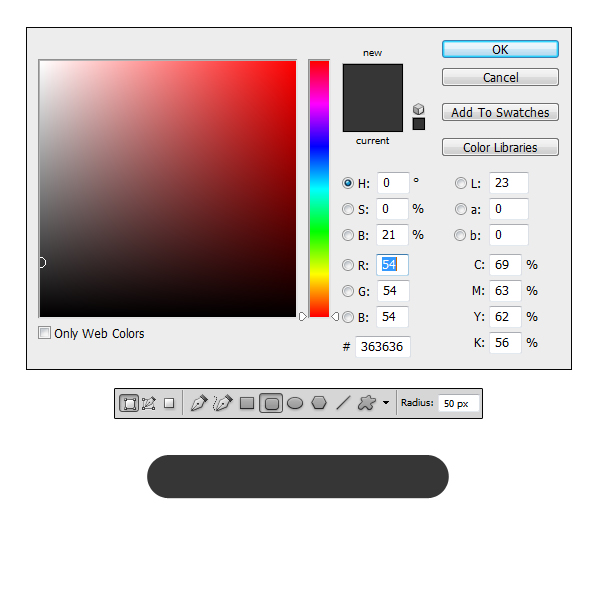 new
current
OK
Cancel
Add To Swatches
Color Libraries
H: 0 °
S: 0 %
B: 21 %
R: 54
G: 54
B: 54
# 363636
L: 23
a: 0
b: 0
C: 69 %
M: 63 %
Y: 62 %
K: 56 %
Only Web Colors
Radius: 50 px